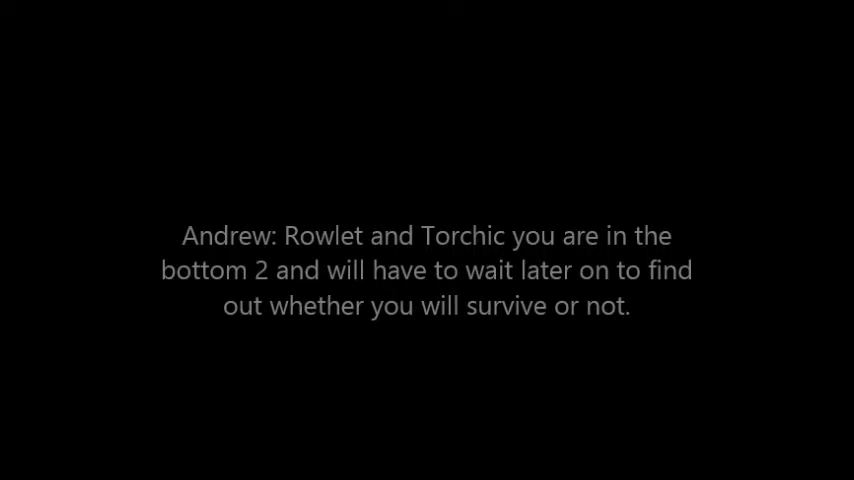 Andrew: Rowlet and Torchic you are in the
bottom 2 and will have to wait later on to find
out whether you will survive or not.